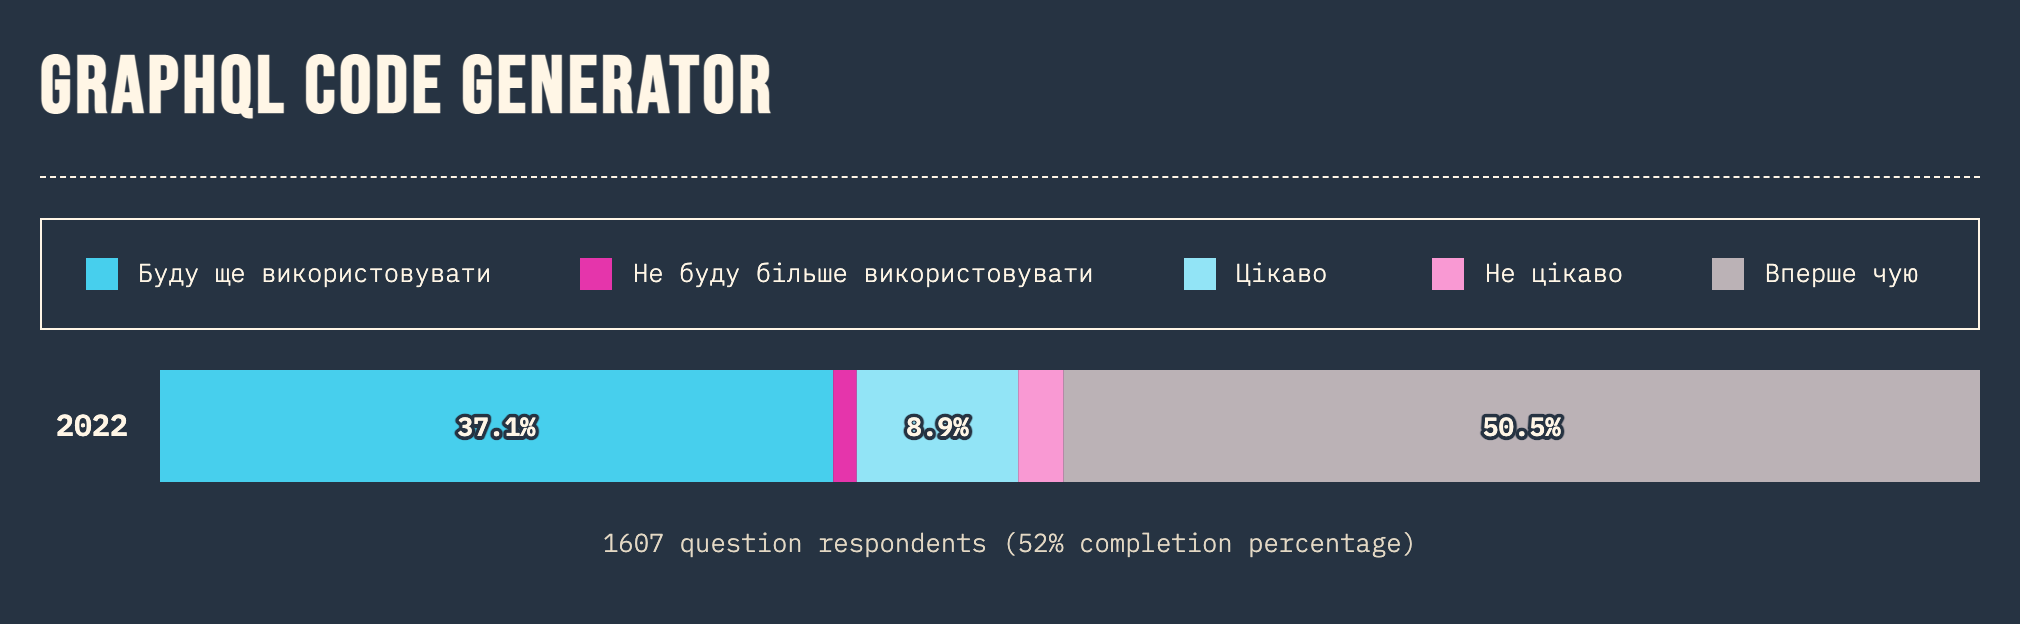 GRAPHQL CODE GENERATOR
Буду ще використовувати Не буду більше використовувати Цікаво Не цікаво Вперше чую
2022 37.1% 8.9% 50.5%
1607 question respondents (52% completion percentage)